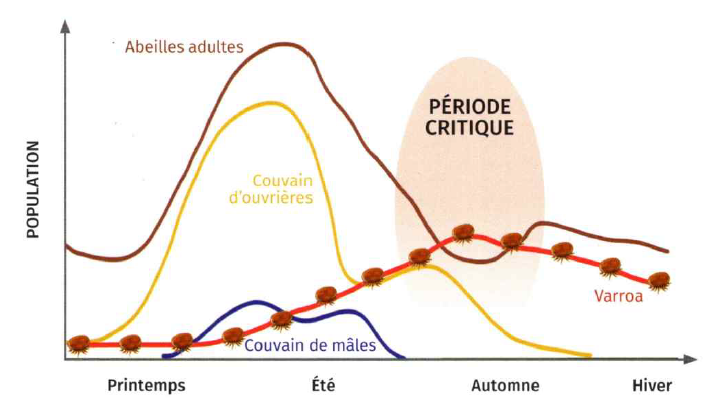 Abeilles adultes
PÉRIODE
CRITIQUE
Couvain
d'ouvrières
POPULATION
Varroa
Couvain de mâles
Printemps
Été
Automne
Hiver